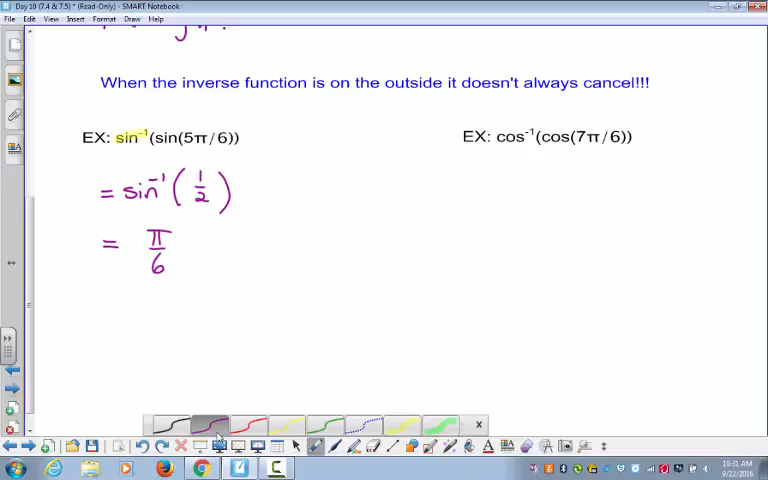 Day 10 (7.4 & 7.5) * (Read-Only) - SMART Notebook
File Edit View Insert Format Draw Help
When the inverse function is on the outside it doesn't always cancel!!!
EX: sin⁻¹(sin(5π/6))
EX: cos⁻¹(cos(7π/6))
= sin⁻¹ (1/2)
= π/6
10:31 AM
9/22/2016